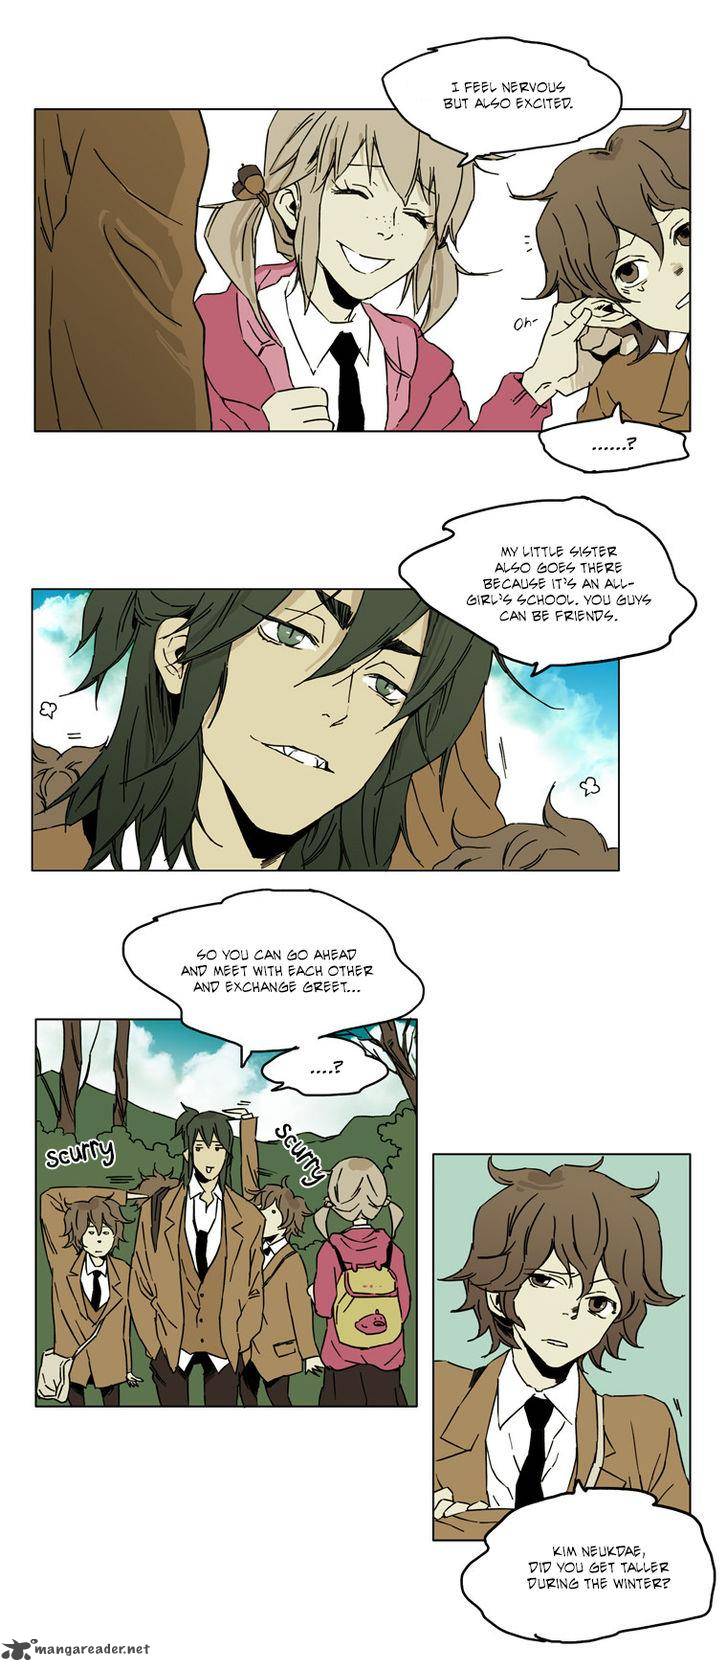 I FEEL NERVOUS
BUT ALSO EXCITED.
Oh-
......?
MY LITTLE SISTER
ALSO GOES THERE
BECAUSE IT'S AN ALL-
GIRL'S SCHOOL. YOU GUYS
CAN BE FRIENDS.
SO YOU CAN GO AHEAD
AND MEET WITH EACH OTHER
AND EXCHANGE GREET...
....?
Scurry
Scurry
KIM NEUKDAE,
DID YOU GET TALLER
DURING THE WINTER?
mangareader.net